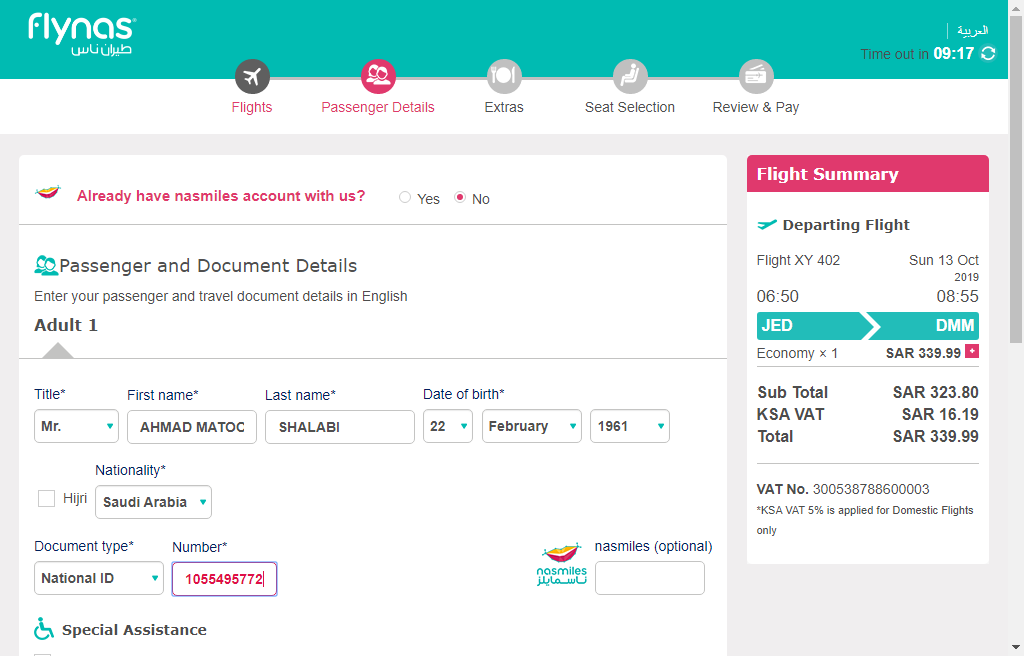 flynas
طيران ناس
العربية
Time out in 09:17
Flights
Passenger Details
Extras
Seat Selection
Review & Pay
Already have nasmiles account with us?
Yes
No
Passenger and Document Details
Enter your passenger and travel document details in English
Adult 1
Title*
First name*
Last name*
Date of birth*
Mr.
AHMAD MATOC
SHALABI
22
February
1961
Nationality*
Hijri
Saudi Arabia
Document type*
Number*
nasmiles (optional)
National ID
1055495772
nasmiles
ناسمايلز
Special Assistance
Flight Summary
Departing Flight
Flight XY 402
Sun 13 Oct
2019
06:50
08:55
JED
DMM
Economy × 1
SAR 339.99
+
Sub Total
SAR 323.80
KSA VAT
SAR 16.19
Total
SAR 339.99
VAT No. 300538788600003
*KSA VAT 5% is applied for Domestic Flights
only